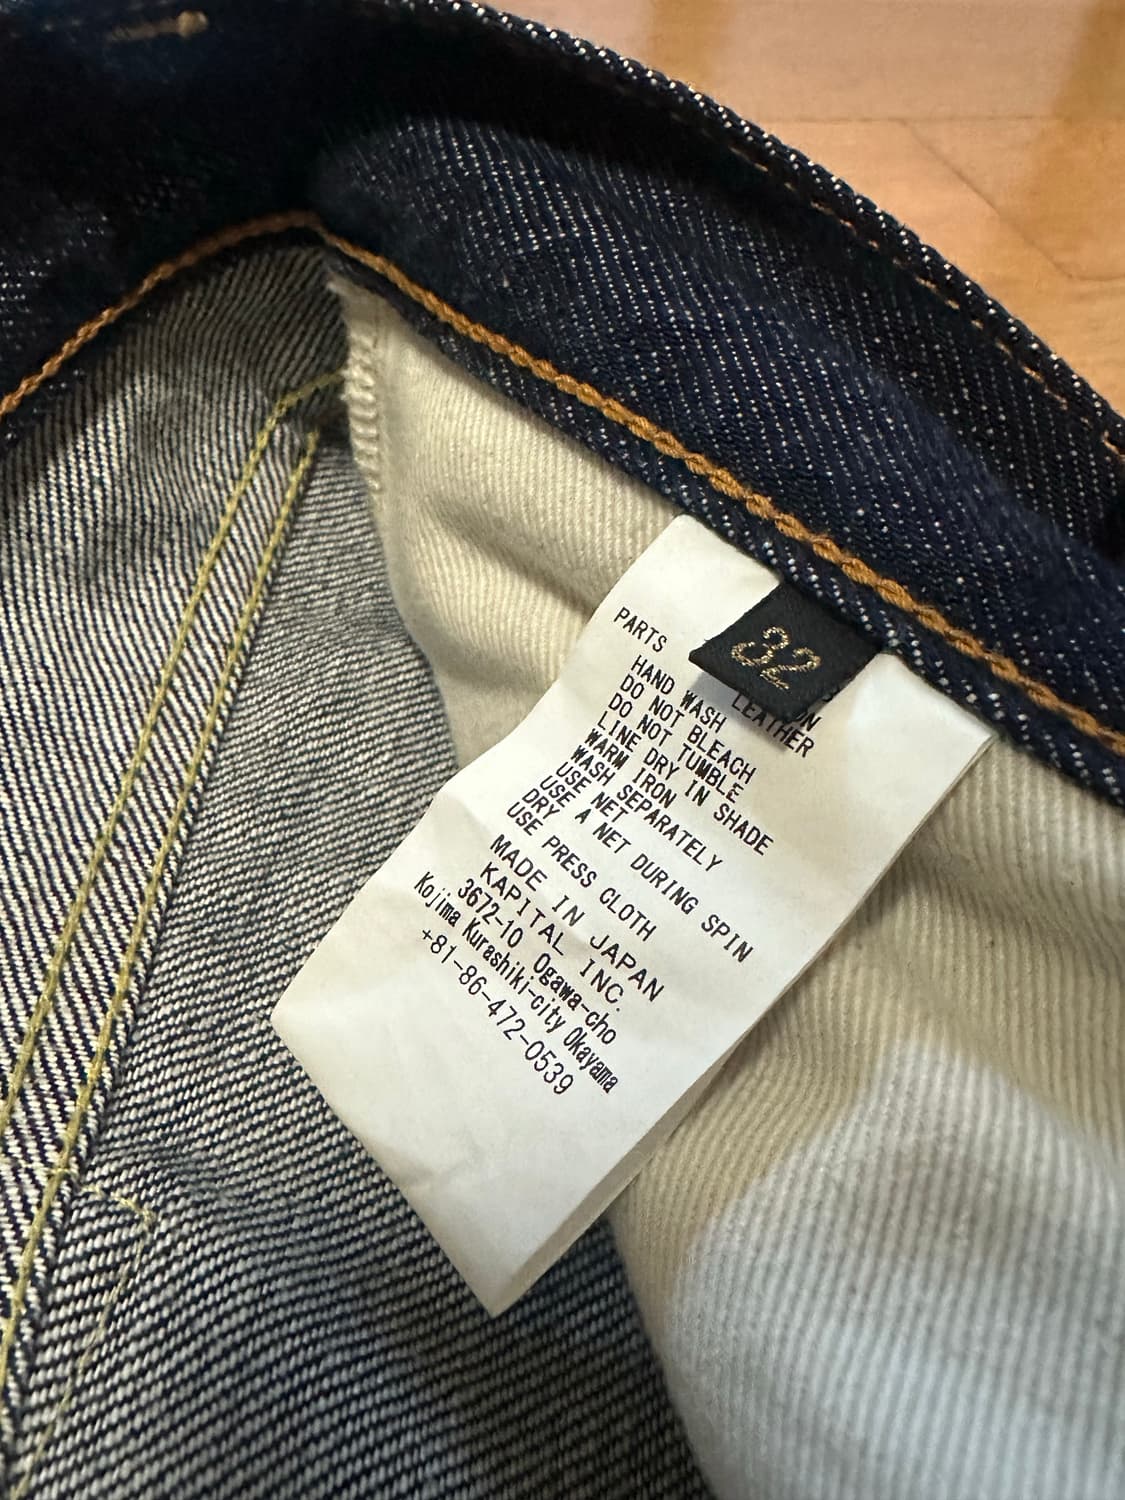 32
PARTS
LEATHER
HAND WASH
DO NOT BLEACH
DO NOT TUMBLE
LINE DRY IN SHADE
WARM IRON
WASH SEPARATELY
USE NET
USE A NET DURING SPIN
DRY
USE PRESS CLOTH
MADE IN JAPAN
KAPITAL INC.
3672-10 Ogawa-cho
Kojima Kurashiki-city Okayama
+81-86-472-0539